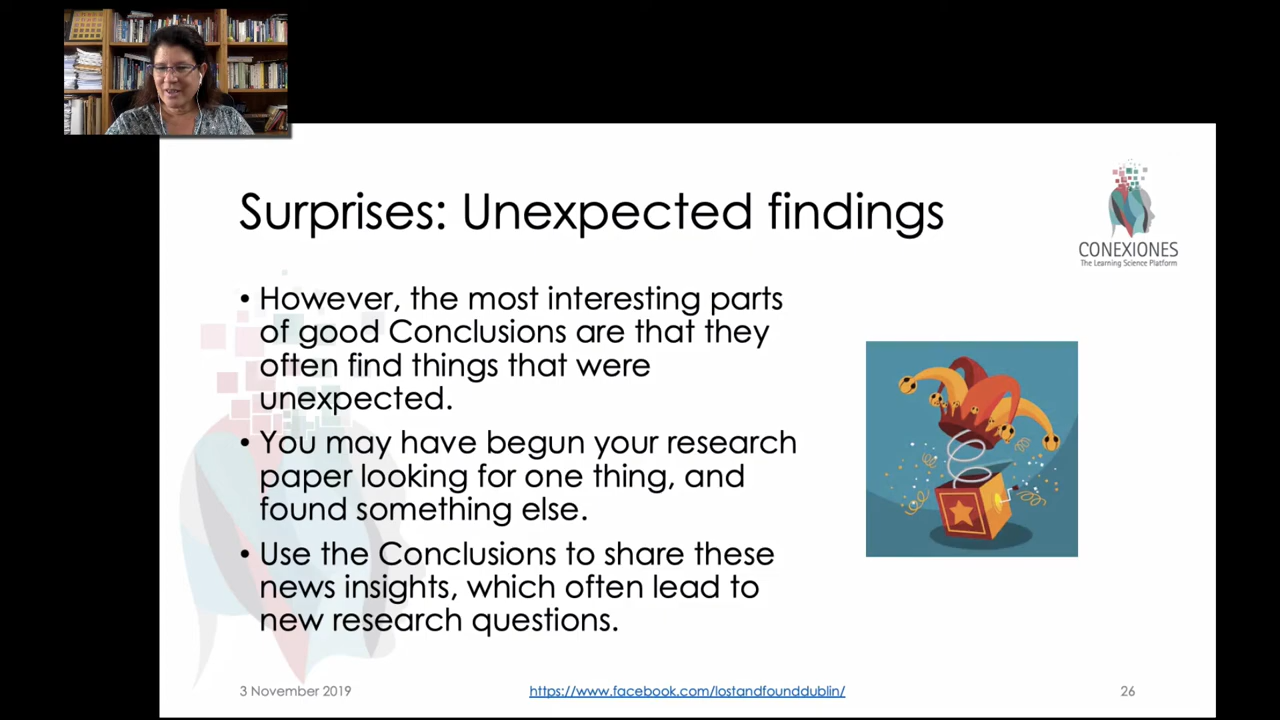 Surprises: Unexpected findings
CONEXIONES
The Learning Science Platform
• However, the most interesting parts
of good Conclusions are that they
often find things that were
unexpected.
• You may have begun your research
paper looking for one thing, and
found something else.
• Use the Conclusions to share these
news insights, which often lead to
new research questions.
3 November 2019
https://www.facebook.com/lostandfounddublin/
26